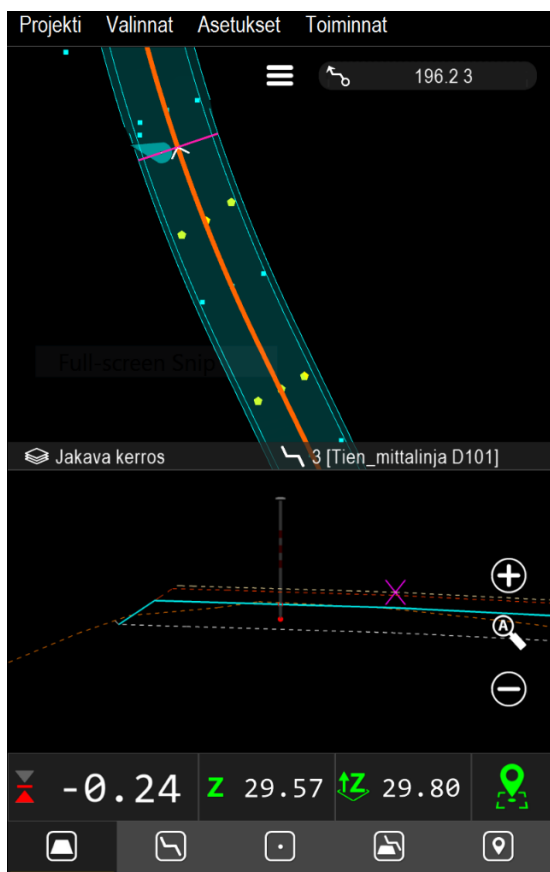 Projekti Valinnat Asetukset Toiminnat
196.2 3
Full-screen Snip
Jakava kerros 3 [Tien_mittalinja D101]
A
-0.24 Z 29.57 Z 29.80